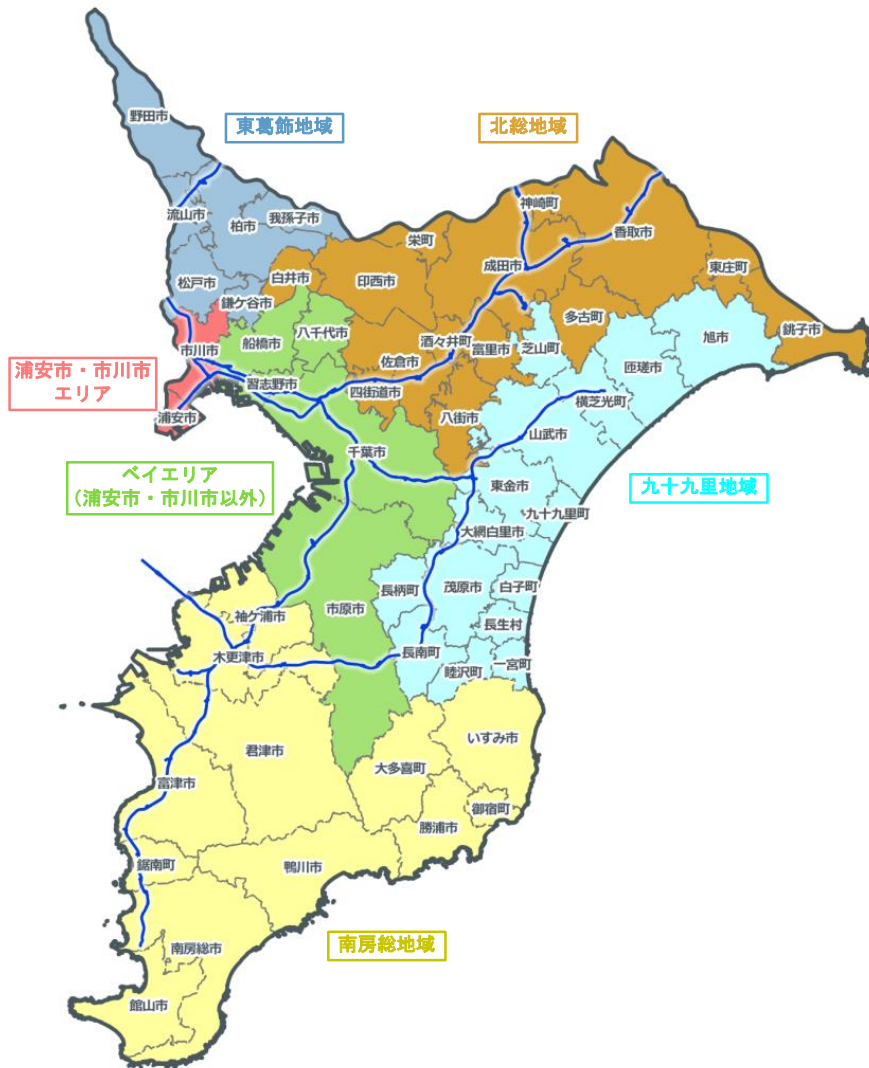 野田市
東葛飾地域
北総地域
流山市
柏市
我孫子市
神崎町
香取市
栄町
成田市
東庄町
松戸市
白井市
印西市
鎌ケ谷市
多古町
銚子市
船橋市
八千代市
酒々井町
富里市
芝山町
旭市
市川市
佐倉市
匝瑳市
浦安市・市川市
エリア
習志野市
四街道市
横芝光町
浦安市
八街市
山武市
千葉市
ベイエリア
(浦安市・市川市以外)
東金市
九十九里地域
九十九里町
大網白里市
長柄町
茂原市
白子町
袖ケ浦市
市原市
長生村
木更津市
長南町
睦沢町
一宮町
君津市
いすみ市
大多喜町
富津市
御宿町
勝浦市
鋸南町
鴨川市
南房総市
南房総地域
館山市